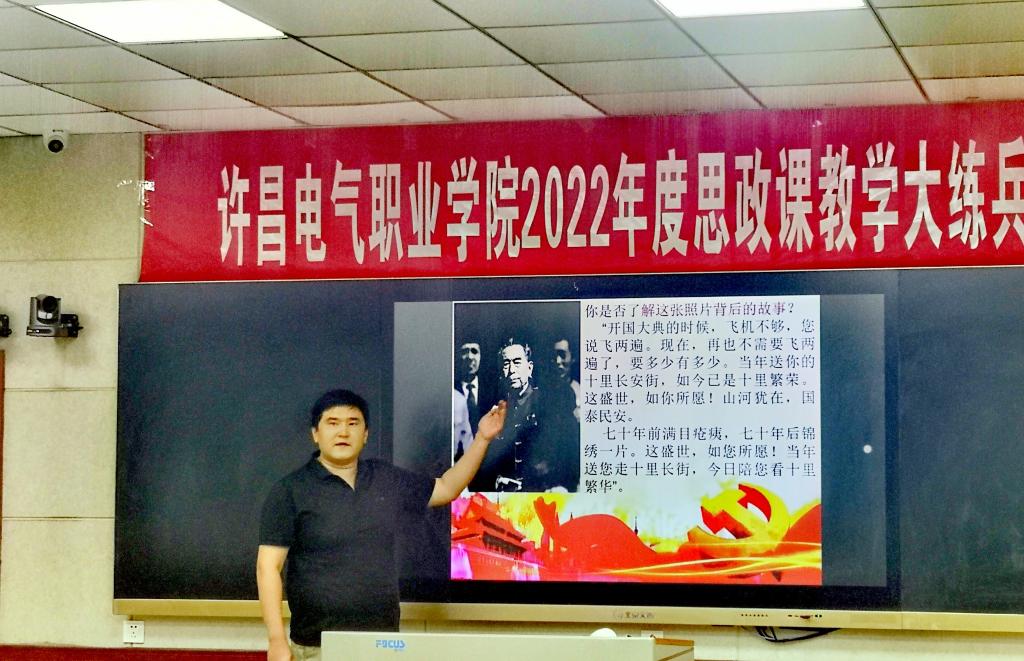 许昌电气职业学院2022年度思政课教学大练兵
你是否了解这张照片背后的故事?
“开国大典的时候，飞机不够，您
说飞两遍。现在，再也不需要飞两
遍了，要多少有多少。当年送你的
十里长安街，如今已是十里繁荣。
这盛世，如你所愿！山河犹在，国
泰民安。
七十年前满目疮痍，七十年后锦
绣一片。这盛世，如您所愿！当年
送您走十里长街，今日陪您看十里
繁华”。
FOCUS